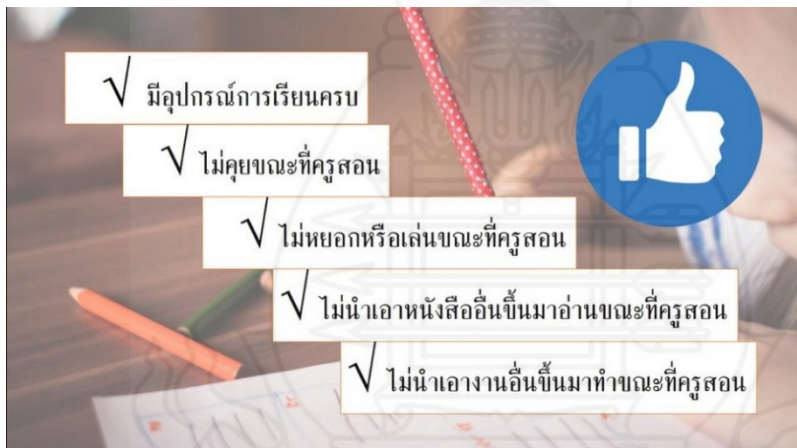 √ มีอุปกรณ์การเรียนครบ
√ ไม่คุยขณะที่ครูสอน
√ ไม่หยอกหรือเล่นขณะที่ครูสอน
√ ไม่นำเอาหนังสืออื่นขึ้นมาอ่านขณะที่ครูสอน
√ ไม่นำเอางานอื่นขึ้นมาทำขณะที่ครูสอน